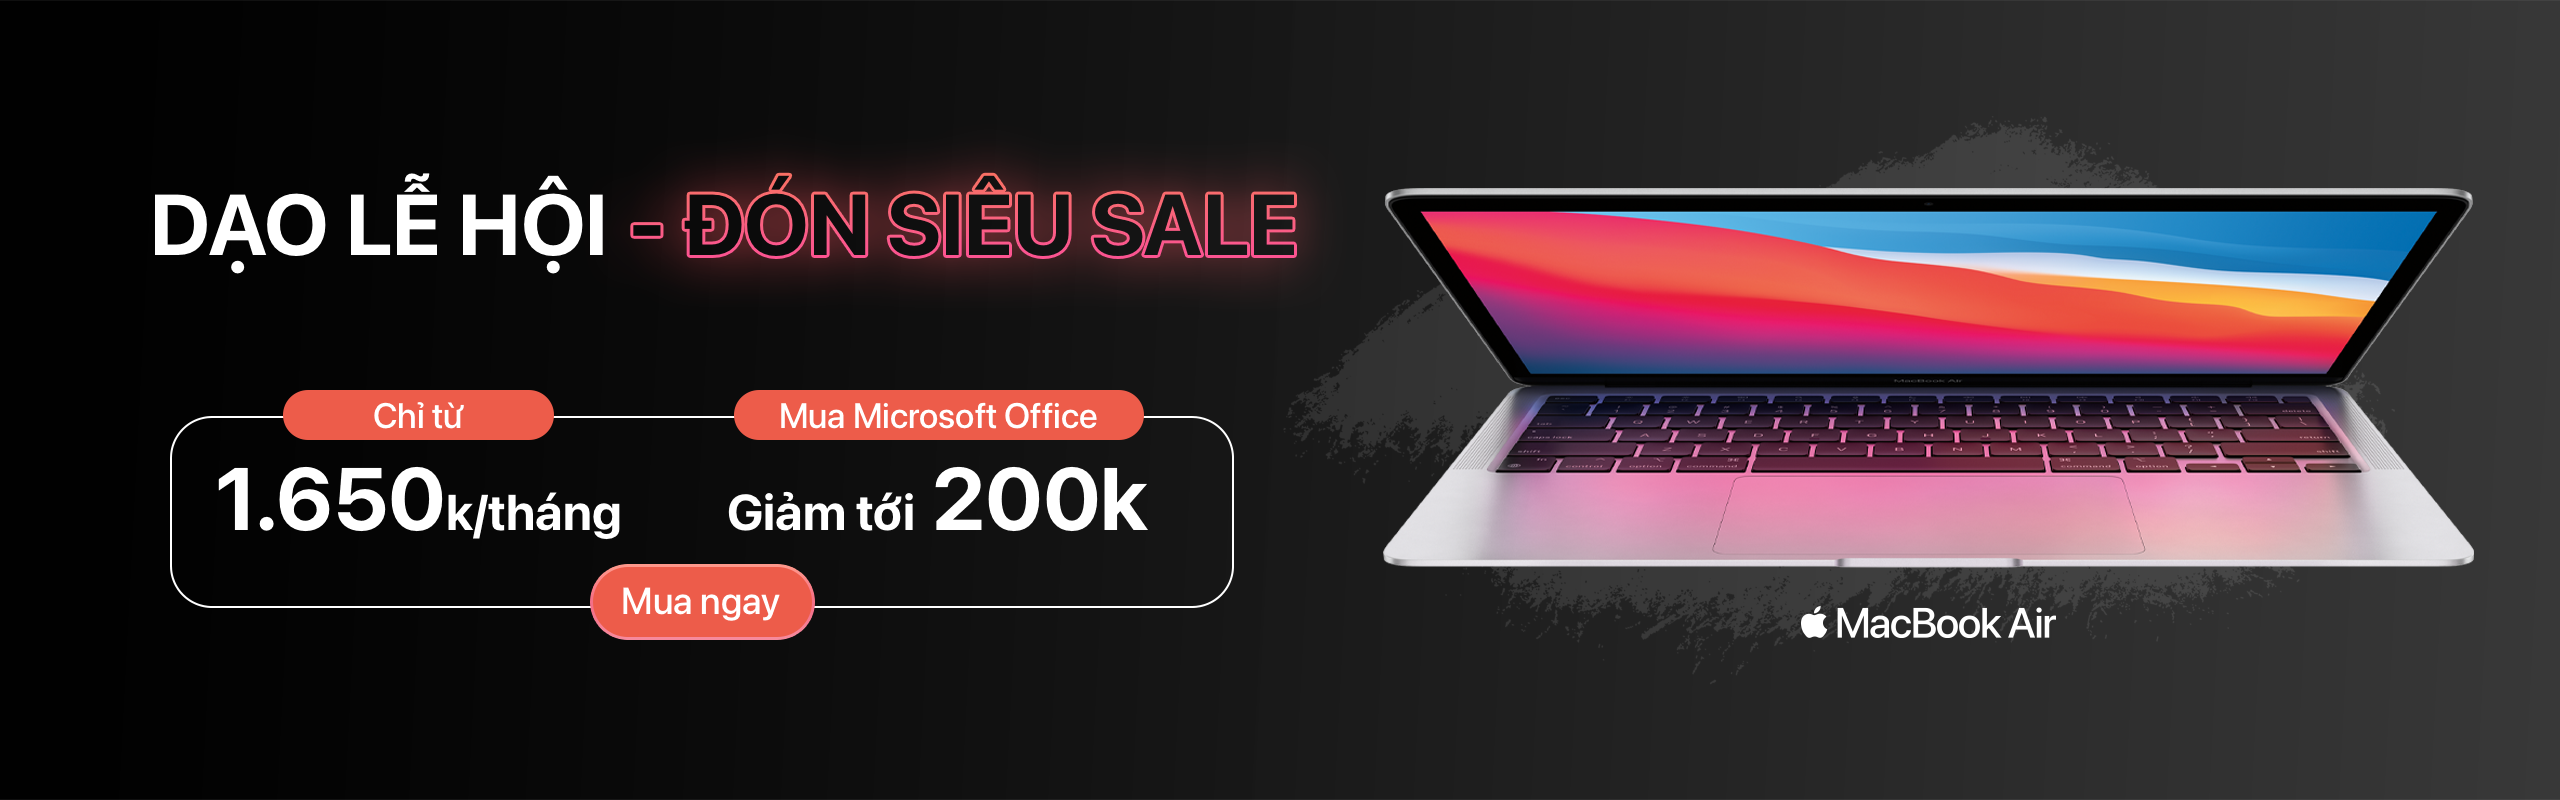 DẠO LỄ HỘI - ĐÓN SIÊU SALE
Chỉ từ
1.650k/tháng
Mua Microsoft Office
Giảm tới 200k
Mua ngay
MacBook Air